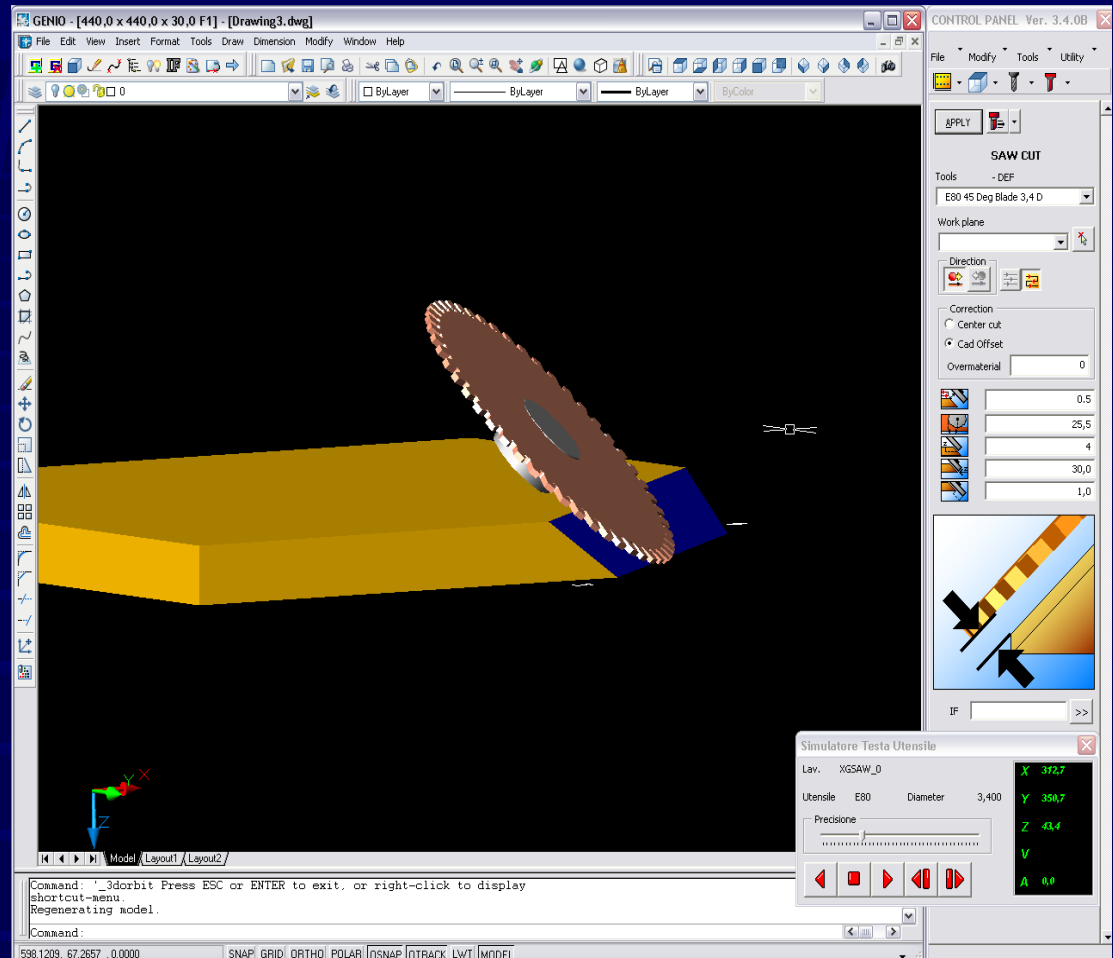 GENIO - [440,0 x 440,0 x 30,0 F1] - [Drawing3.dwg]
File Edit View Insert Format Tools Draw Dimension Modify Window Help
0
ByLayer
ByLayer
ByLayer
ByColor
X
Y
Z
Model
Layout1
Layout2
Command: '_3dorbit Press ESC or ENTER to exit, or right-click to display
shortcut-menu.
Regenerating model.
Command:
598.1209, 67.2657 , 0.0000
SNAP GRID ORTHO POLAR OSNAP OTRACK LWT MODEL
CONTROL PANEL Ver. 3.4.0B
File Modify Tools Utility
APPLY
SAW CUT
Tools - DEF
E80 45 Deg Blade 3,4 D
Work plane
Direction
Correction
Center cut
Cad Offset
Overmaterial 0
0.5
25,5
4
30,0
1,0
IF >>
Simulatore Testa Utensile
Lav. XGSAW_0
Utensile E80 Diameter 3,400
Precisione
X 312,7
Y 350,7
Z 43,4
V
A 0,0